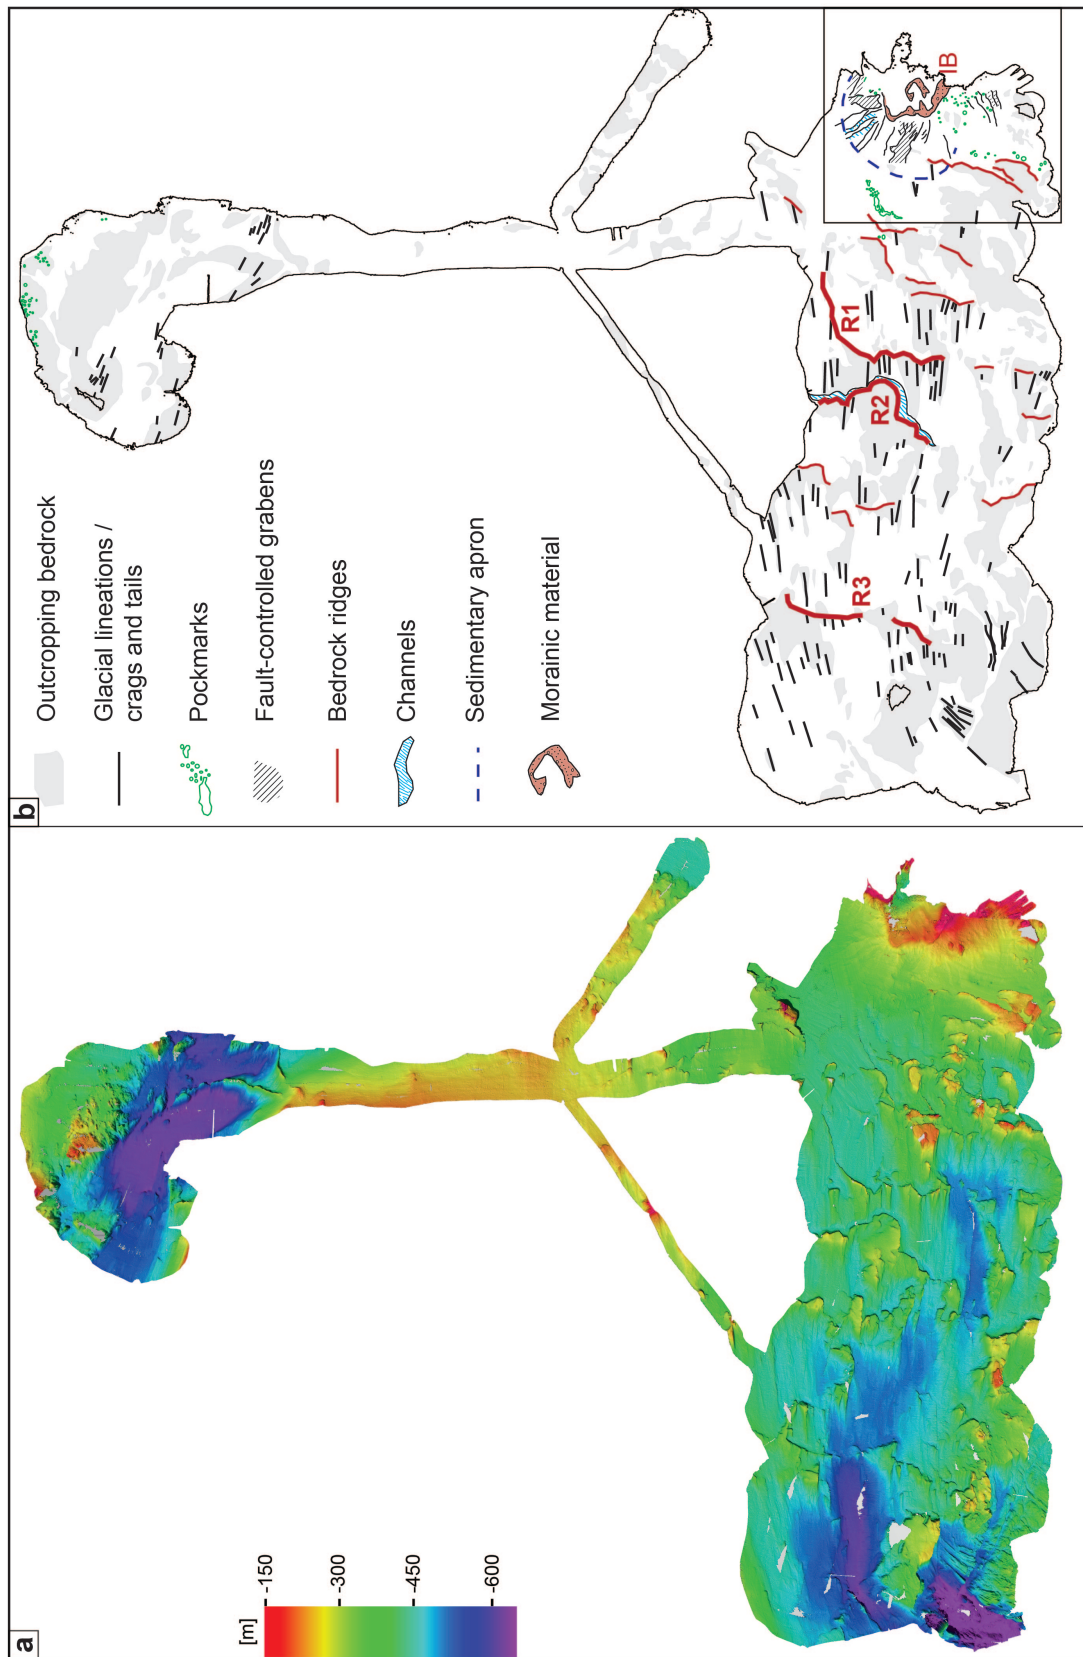 a
[m]
-150
-300
-450
-600
b
Outcropping bedrock
Glacial lineations /
crags and tails
Pockmarks
Fault-controlled grabens
Bedrock ridges
Channels
Sedimentary apron
Morainic material
R3
R2
R1
IB